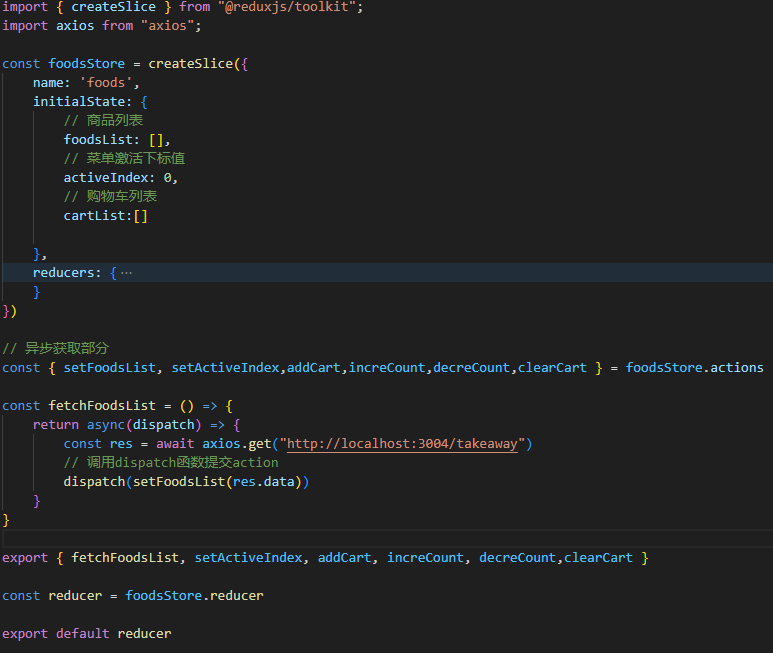 import { createSlice } from "@reduxjs/toolkit";
import axios from "axios";
const foodsStore = createSlice({
name: 'foods',
initialState: {
// 商品列表
foodsList: [],
// 菜单激活下标值
activeIndex: 0,
// 购物车列表
cartList:[]
},
reducers: {⋯
}
})
// 异步获取部分
const { setFoodsList, setActiveIndex,addCart,increCount,decreCount,clearCart } = foodsStore.actions
const fetchFoodsList = () => {
return async(dispatch) => {
const res = await axios.get("http://localhost:3004/takeaway")
// 调用dispatch函数提交action
dispatch(setFoodsList(res.data))
}
}
export { fetchFoodsList, setActiveIndex, addCart, increCount, decreCount,clearCart }
const reducer = foodsStore.reducer
export default reducer